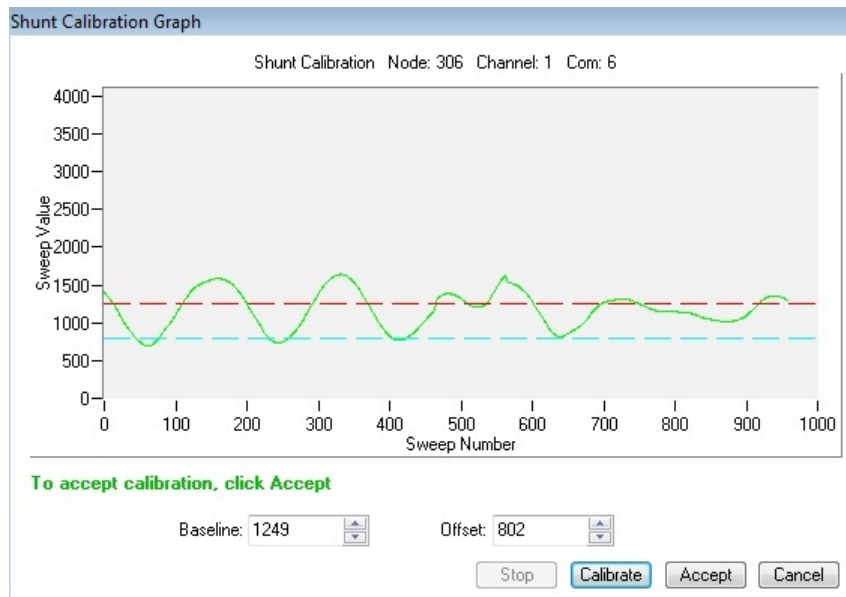 Shunt Calibration Graph
Shunt Calibration Node: 306 Channel: 1 Com: 6
4000
3500
3000
2500
2000
1500
1000
500
0
Sweep Value
0 100 200 300 400 500 600 700 800 900 1000
Sweep Number
To accept calibration, click Accept
Baseline: 1249 Offset: 802
Stop Calibrate Accept Cancel